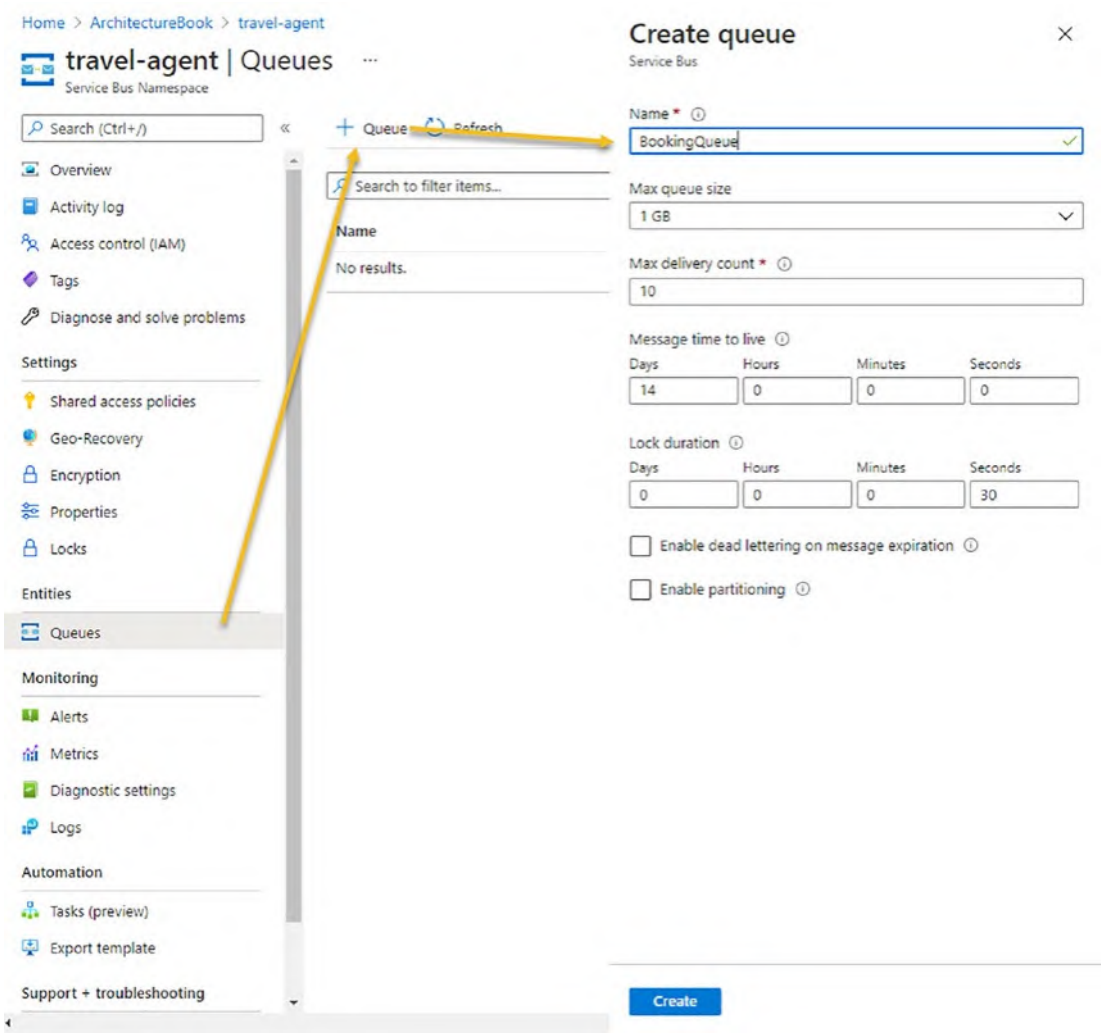 Home > ArchitectureBook > travel-agent
travel-agent | Queues ...
Service Bus Namespace
Search (Ctrl+/)
«
Overview
Activity log
Access control (IAM)
Tags
Diagnose and solve problems
Settings
Shared access policies
Geo-Recovery
Encryption
Properties
Locks
Entities
Queues
Monitoring
Alerts
Metrics
Diagnostic settings
Logs
Automation
Tasks (preview)
Export template
Support + troubleshooting
+ Queue Refresh
Search to filter items...
Name
No results.
Create queue
Service Bus
Name *
BookingQueue
Max queue size
1 GB
Max delivery count *
10
Message time to live
Days Hours Minutes Seconds
14 0 0 0
Lock duration
Days Hours Minutes Seconds
0 0 0 30
Enable dead lettering on message expiration
Enable partitioning
Create